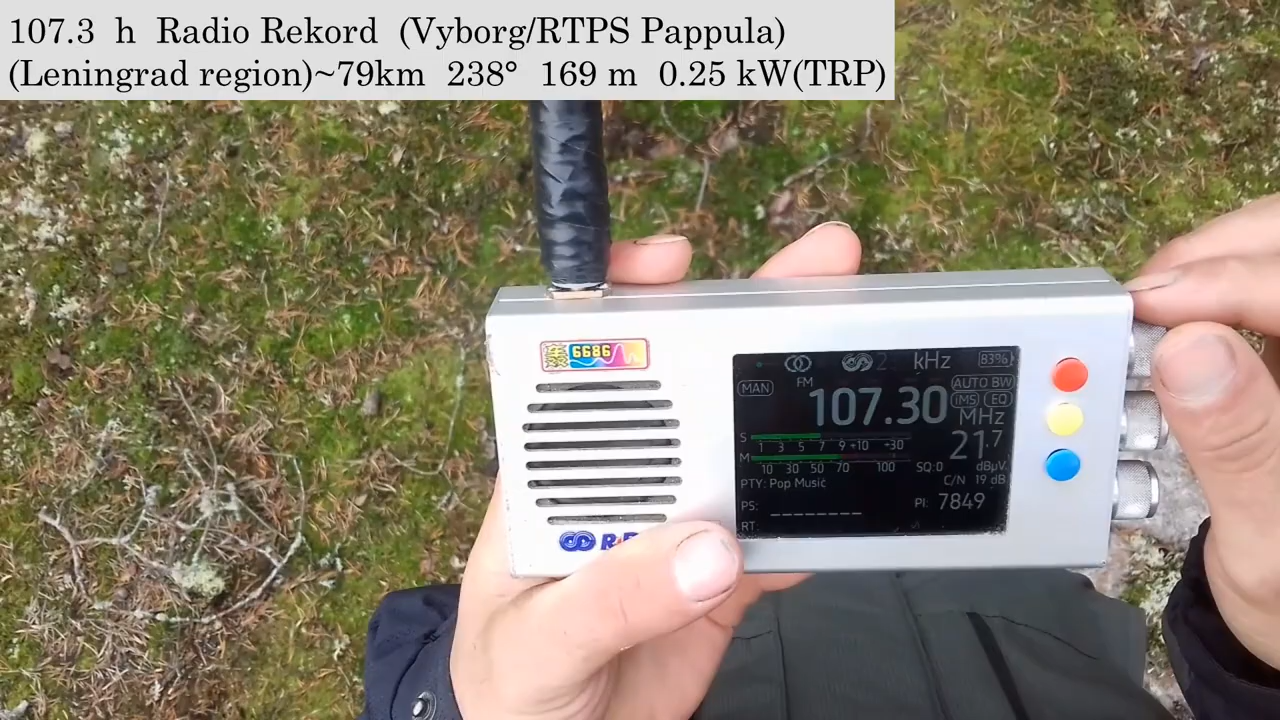 107.3 h Radio Rekord (Vyborg/RTPS Pappula)
(Leningrad region)~79km 238° 169 m 0.25 kW(TRP)
6686
kHz 83%
MAN FM 107.30 MHz AUTO BW
iMS EQ
S 1 3 5 7 9 +10 +30 21.7
M 10 30 50 70 100 SQ:0 dBµV
PTY: Pop Music C/N 19 dB
PS: _ _ _ _ _ _ _ _ PI: 7849
RT: